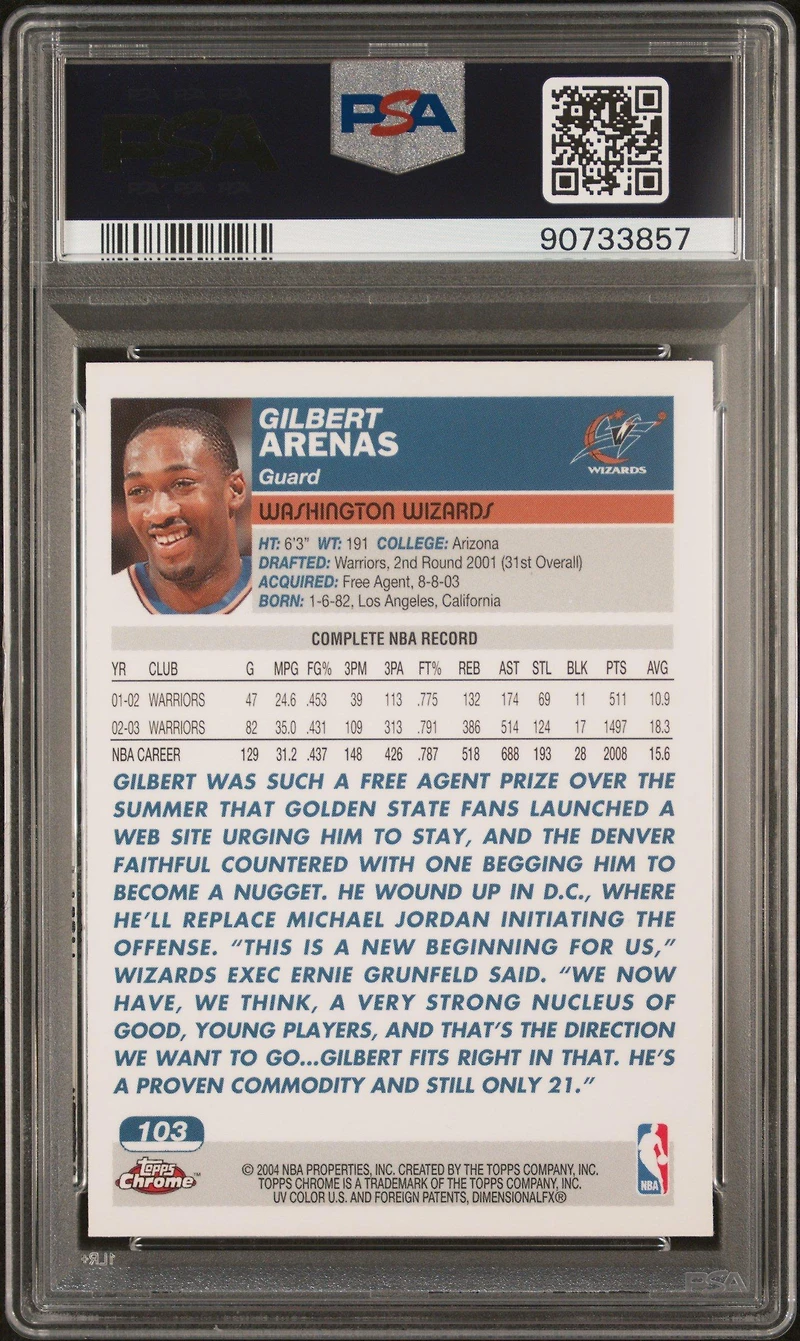 PSA
90733857
GILBERT
ARENAS
Guard
WIZARDS
WASHINGTON WIZARDS
HT: 6'3" WT: 191 COLLEGE: Arizona
DRAFTED: Warriors, 2nd Round 2001 (31st Overall)
ACQUIRED: Free Agent, 8-8-03
BORN: 1-6-82, Los Angeles, California
COMPLETE NBA RECORD
YR CLUB G MPG FG% 3PM 3PA FT% REB AST STL BLK PTS AVG
01-02 WARRIORS 47 24.6 .453 39 113 .775 132 174 69 11 511 10.9
02-03 WARRIORS 82 35.0 .431 109 313 .791 386 514 124 17 1497 18.3
NBA CAREER 129 31.2 .437 148 426 .787 518 688 193 28 2008 15.6
GILBERT WAS SUCH A FREE AGENT PRIZE OVER THE
SUMMER THAT GOLDEN STATE FANS LAUNCHED A
WEB SITE URGING HIM TO STAY, AND THE DENVER
FAITHFUL COUNTERED WITH ONE BEGGING HIM TO
BECOME A NUGGET. HE WOUND UP IN D.C., WHERE
HE'LL REPLACE MICHAEL JORDAN INITIATING THE
OFFENSE. "THIS IS A NEW BEGINNING FOR US,"
WIZARDS EXEC ERNIE GRUNFELD SAID. "WE NOW
HAVE, WE THINK, A VERY STRONG NUCLEUS OF
GOOD, YOUNG PLAYERS, AND THAT'S THE DIRECTION
WE WANT TO GO...GILBERT FITS RIGHT IN THAT. HE'S
A PROVEN COMMODITY AND STILL ONLY 21."
103
Topps
Chrome™
© 2004 NBA PROPERTIES, INC. CREATED BY THE TOPPS COMPANY, INC.
TOPPS CHROME IS A TRADEMARK OF THE TOPPS COMPANY, INC.
UV COLOR U.S. AND FOREIGN PATENTS, DIMENSIONALFX®
NBA
PSA